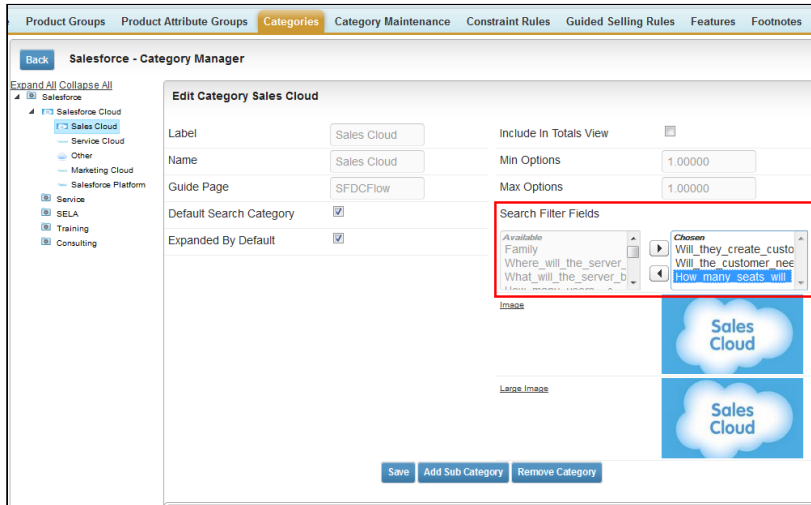 Product Groups Product Attribute Groups Categories Category Maintenance Constraint Rules Guided Selling Rules Features Footnotes
Back Salesforce - Category Manager
Expand All Collapse All
Salesforce
Salesforce Cloud
Sales Cloud
Service Cloud
Other
Marketing Cloud
Salesforce Platform
Service
SELA
Training
Consulting
Edit Category Sales Cloud
Label Sales Cloud Include In Totals View
Name Sales Cloud Min Options 1.00000
Guide Page SFDCFlow Max Options 1.00000
Default Search Category Search Filter Fields
Expanded By Default
Available
Family
Where_will_the_server_
What_will_the_server_b
Chosen
Will_they_create_custo
Will_the_customer_nee
How_many_seats_will_
Image
Sales
Cloud
Large Image
Sales
Cloud
Save Add Sub Category Remove Category